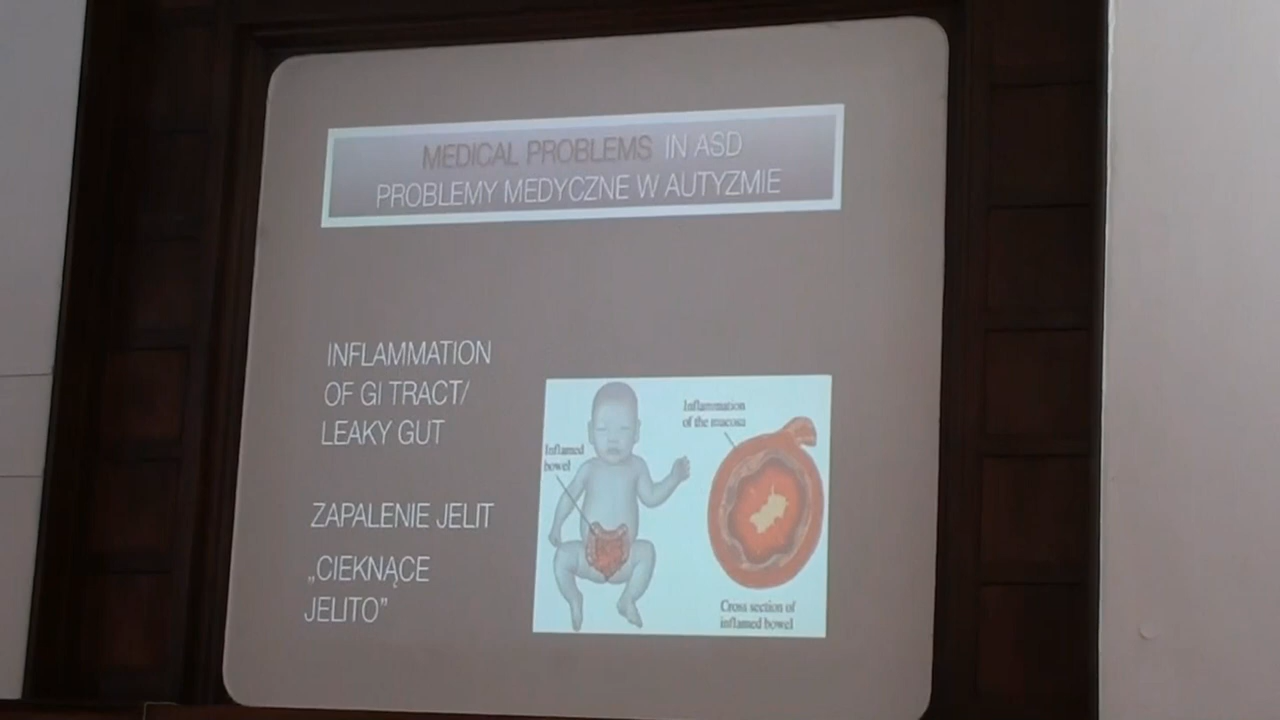 MEDICAL PROBLEMS IN ASD
PROBLEMY MEDYCZNE W AUTYZMIE
INFLAMMATION
OF GI TRACT/
LEAKY GUT
ZAPALENIE JELIT
„CIEKNĄCE
JELITO”
Inflamed
bowel
Inflammation
of the mucosa
Cross section of
inflamed bowel